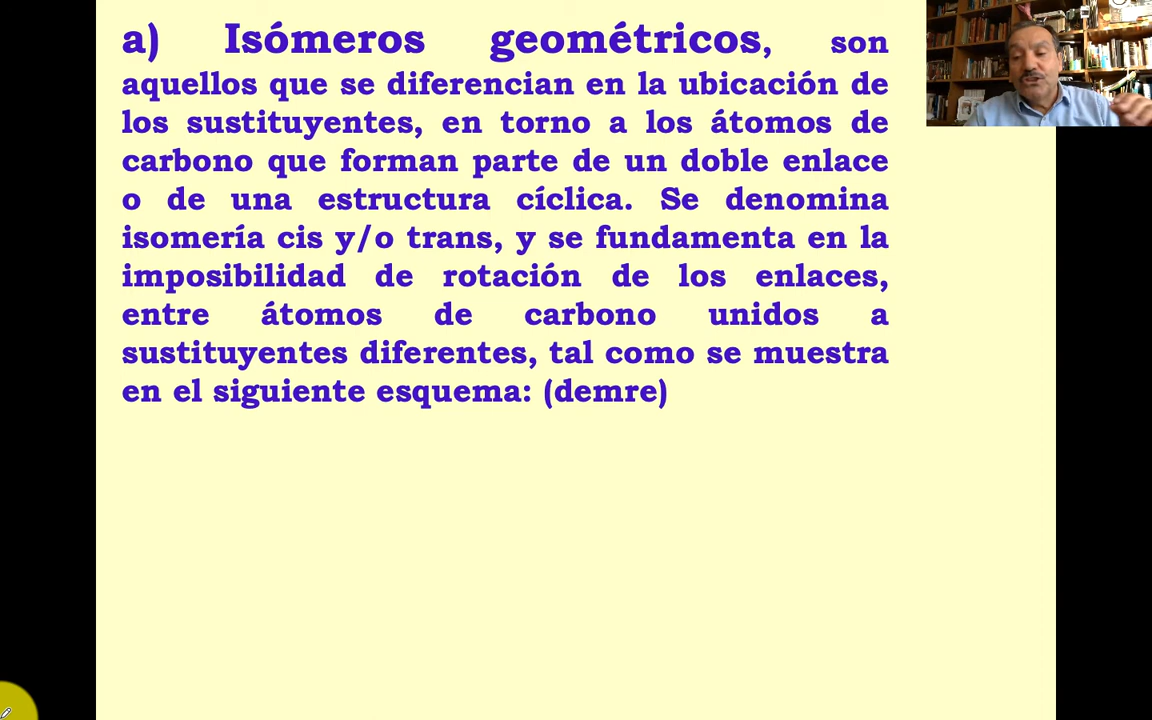 a) Isómeros geométricos, son
aquellos que se diferencian en la ubicación de
los sustituyentes, en torno a los átomos de
carbono que forman parte de un doble enlace
o de una estructura cíclica. Se denomina
isomería cis y/o trans, y se fundamenta en la
imposibilidad de rotación de los enlaces,
entre átomos de carbono unidos a
sustituyentes diferentes, tal como se muestra
en el siguiente esquema: (demre)